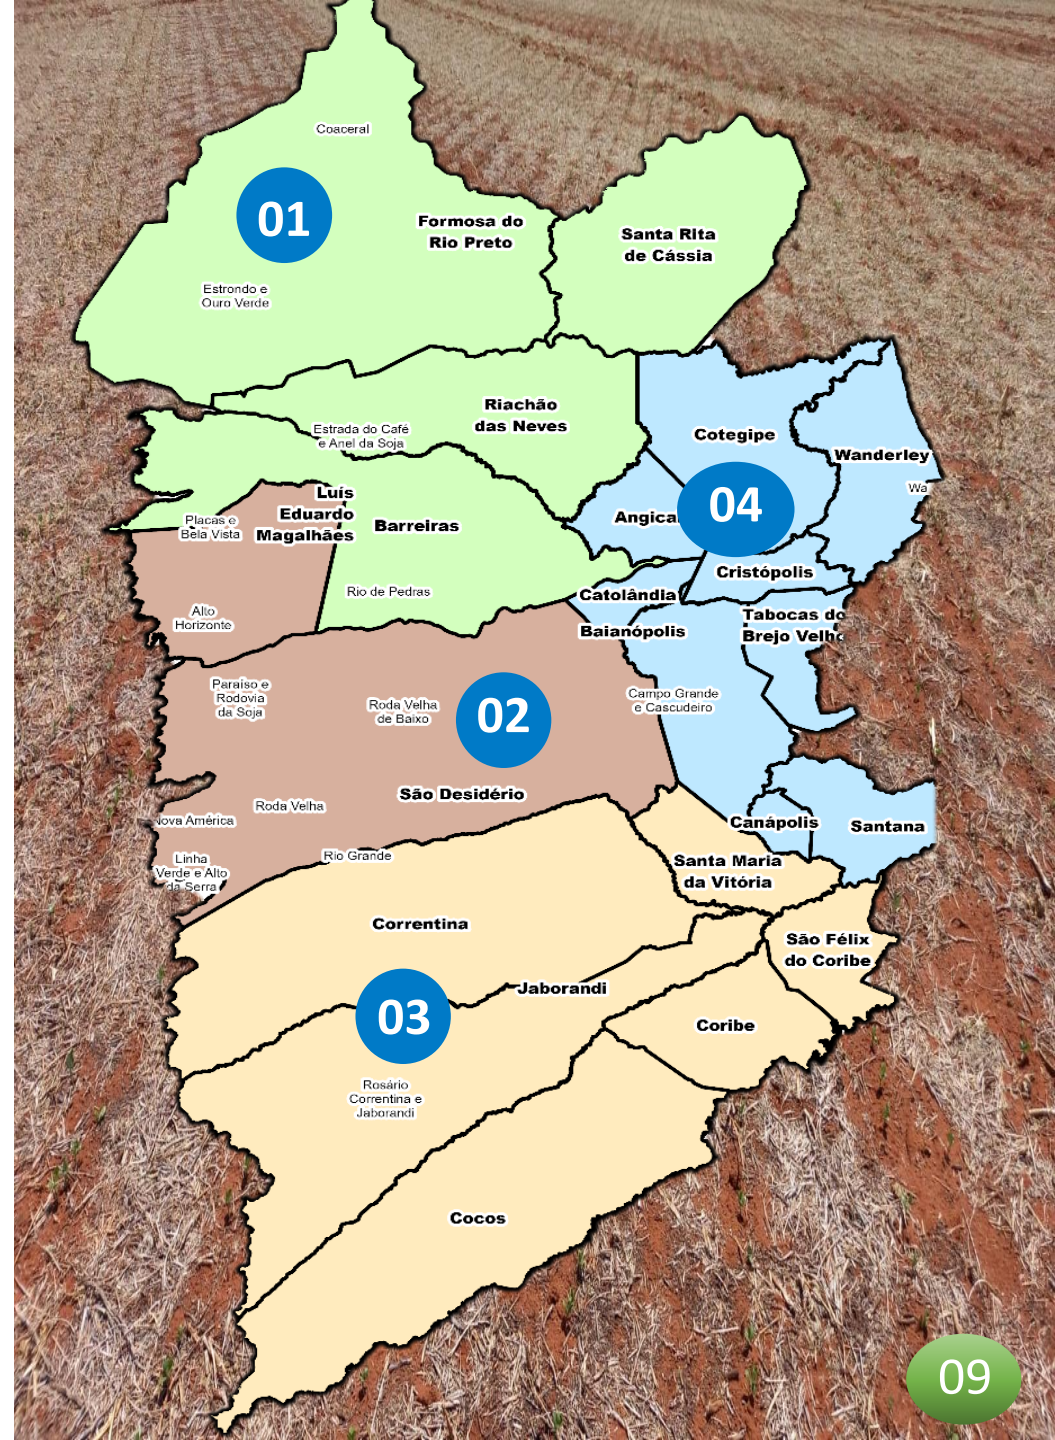 Coaceral
01
Formosa do
Rio Preto
Santa Rita
de Cássia
Estrondo e
Ouro Verde
Riachão
das Neves
Estrada do Café
e Anel da Soja
Cotegipe
Wanderley
Wa
Luís
Eduardo
Magalhães
Placas e
Bela Vista
Barreiras
Angica
04
Cristópolis
Rio de Pedras
Catolândia
Alto
Horizonte
Baianópolis
Tabocas do
Brejo Velho
Paraíso e
Rodovia
da Soja
Roda Velha
de Baixo
02
Campo Grande
e Cascudeiro
São Desidério
Roda Velha
Nova América
Canápolis
Santana
Rio Grande
Linha
Verde e Alto
da Serra
Santa Maria
da Vitória
Correntina
São Félix
do Coribe
Jaborandi
03
Coribe
Rosário
Correntina e
Jaborandi
Cocos
09